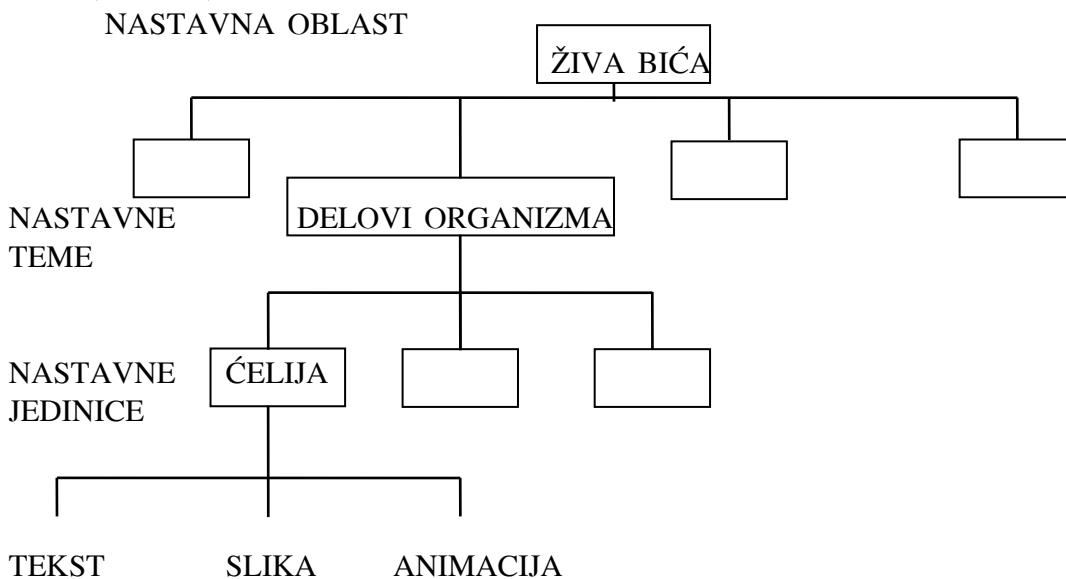 NASTAVNA OBLAST
ŽIVA BIĆA
NASTAVNE
TEME
DELOVI ORGANIZMA
NASTAVNE
JEDINICE
ĆELIJA
TEKST SLIKA ANIMACIJA